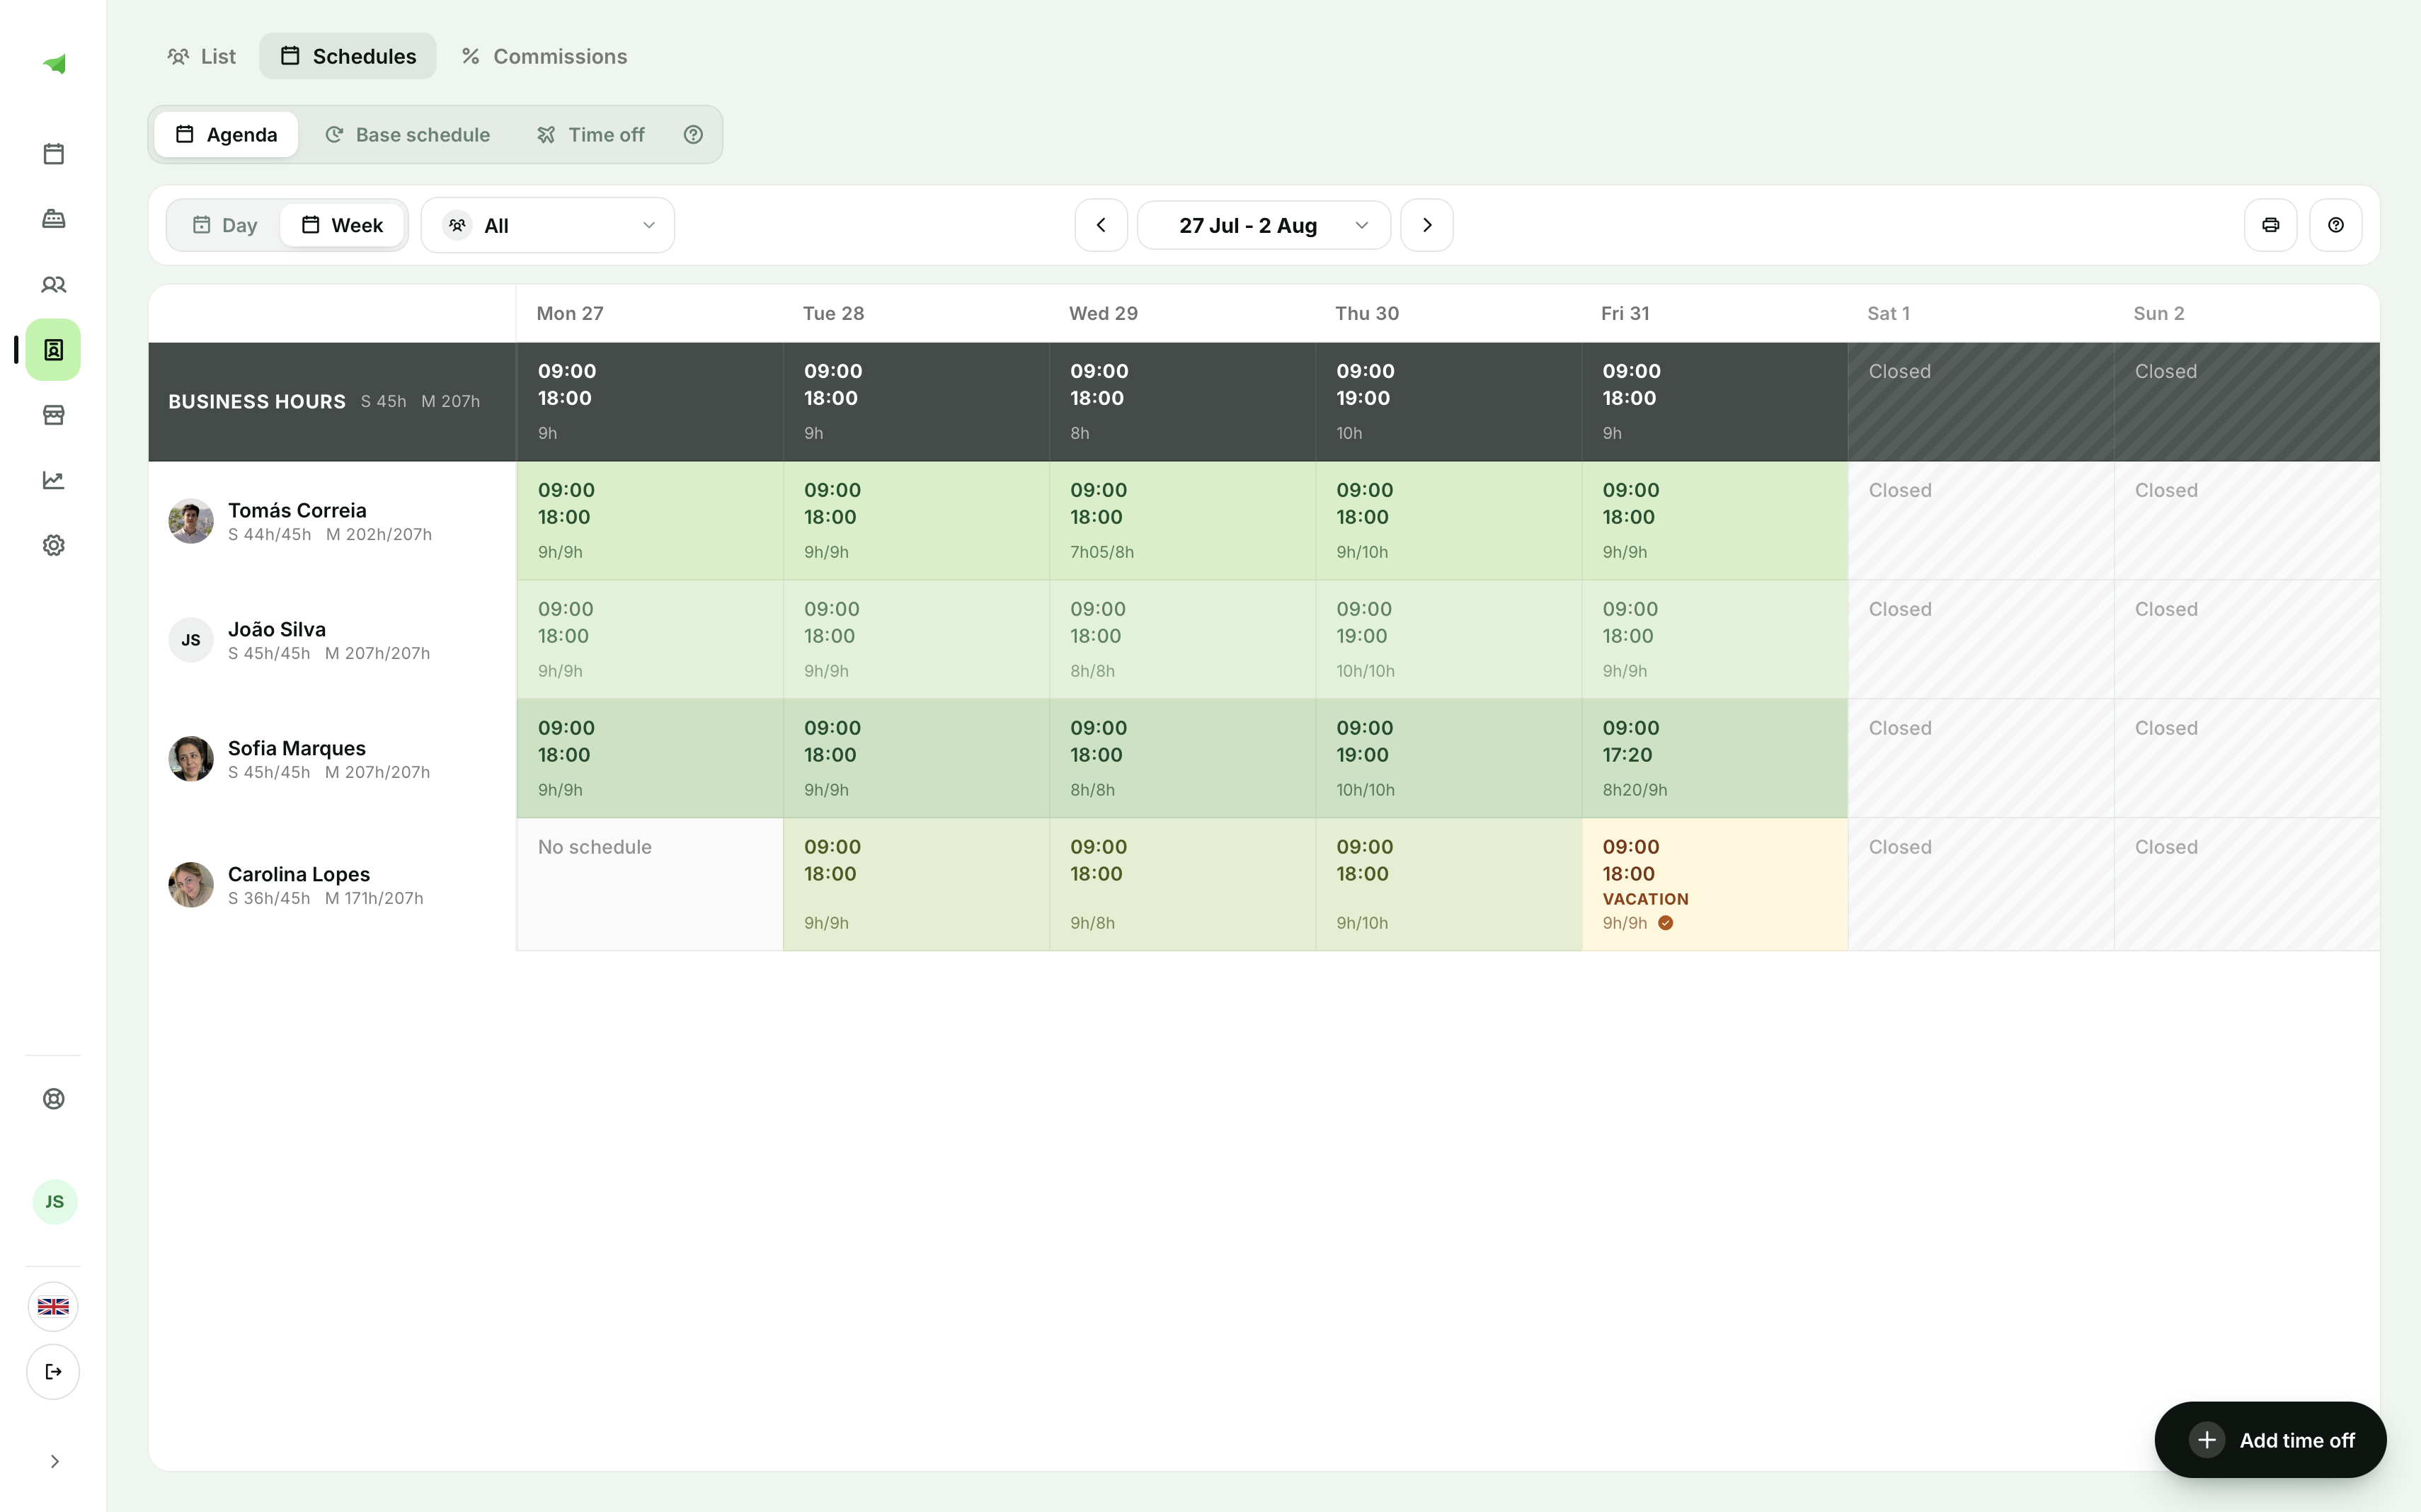 List Schedules Commissions
Agenda Base schedule Time off
Day Week All 27 Jul - 2 Aug
Mon 27 Tue 28 Wed 29 Thu 30 Fri 31 Sat 1 Sun 2
BUSINESS HOURS S 45h M 207h
09:00 09:00 09:00 09:00 09:00 Closed Closed
18:00 18:00 18:00 19:00 18:00
9h 9h 8h 10h 9h
Tomás Correia
S 44h/45h M 202h/207h
09:00 09:00 09:00 09:00 09:00 Closed Closed
18:00 18:00 18:00 18:00 18:00
9h/9h 9h/9h 7h05/8h 9h/10h 9h/9h
JS
João Silva
S 45h/45h M 207h/207h
09:00 09:00 09:00 09:00 09:00 Closed Closed
18:00 18:00 18:00 19:00 18:00
9h/9h 9h/9h 8h/8h 10h/10h 9h/9h
Sofia Marques
S 45h/45h M 207h/207h
09:00 09:00 09:00 09:00 09:00 Closed Closed
18:00 18:00 18:00 19:00 17:20
9h/9h 9h/9h 8h/8h 10h/10h 8h20/9h
Carolina Lopes
S 36h/45h M 171h/207h
No schedule 09:00 09:00 09:00 09:00 Closed Closed
18:00 18:00 18:00 18:00
VACATION
9h/9h 9h/8h 9h/10h 9h/9h
JS
Add time off